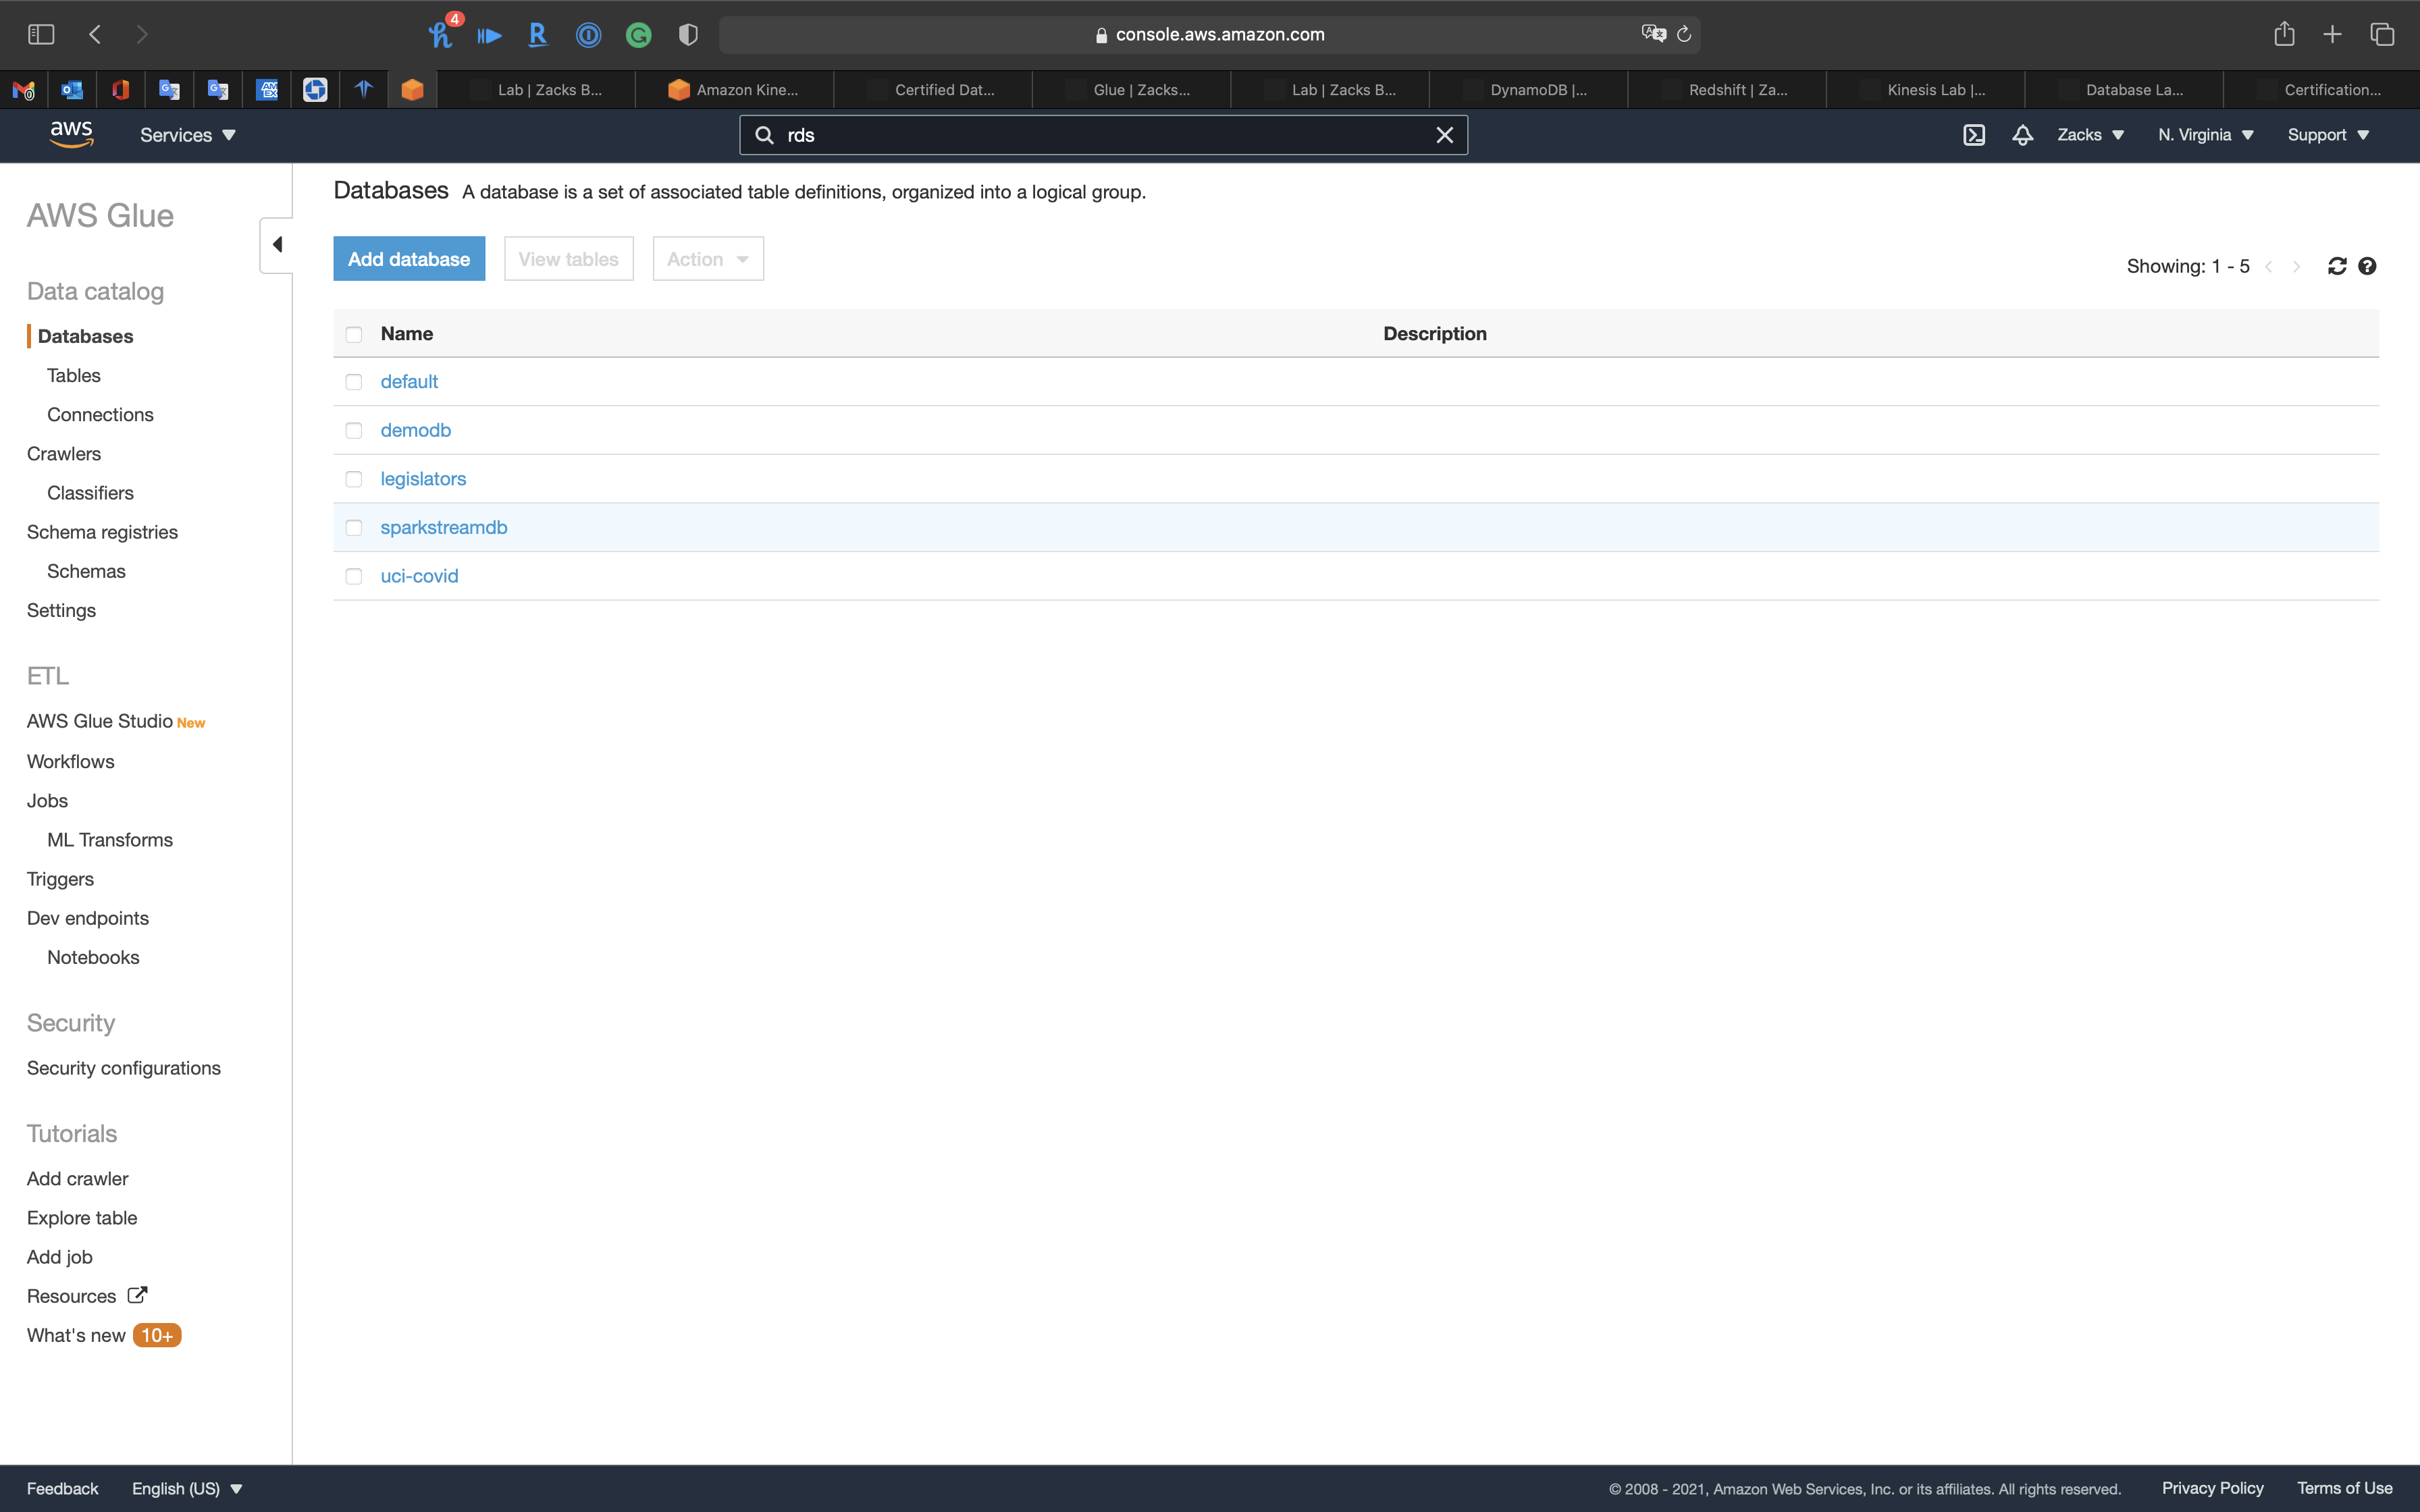 4
console.aws.amazon.com
Lab | Zacks B...
Amazon Kine...
Certified Dat...
Glue | Zacks...
Lab | Zacks B...
DynamoDB |...
Redshift | Za...
Kinesis Lab |...
Database La...
Certification...
aws
Services
rds
Zacks
N. Virginia
Support
AWS Glue
Data catalog
Databases
Tables
Connections
Crawlers
Classifiers
Schema registries
Schemas
Settings
ETL
AWS Glue Studio New
Workflows
Jobs
ML Transforms
Triggers
Dev endpoints
Notebooks
Security
Security configurations
Tutorials
Add crawler
Explore table
Add job
Resources
What's new 10+
Databases A database is a set of associated table definitions, organized into a logical group.
Add database
View tables
Action
Showing: 1 - 5
Name
Description
default
demodb
legislators
sparkstreamdb
uci-covid
Feedback
English (US)
© 2008 - 2021, Amazon Web Services, Inc. or its affiliates. All rights reserved.
Privacy Policy
Terms of Use